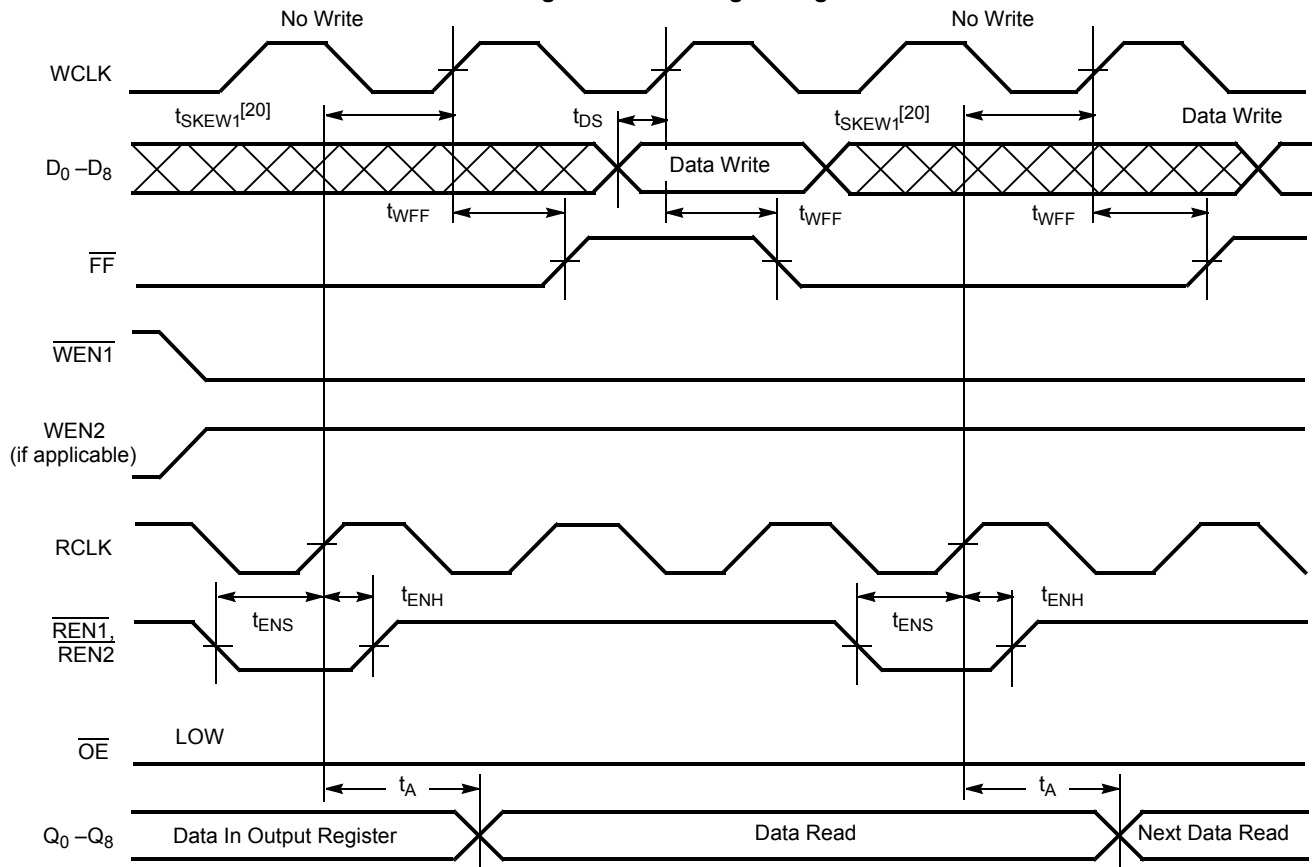 No Write
No Write
WCLK
tSKEW1[20]
tDS
tSKEW1[20]
Data Write
D0 –D8
Data Write
tWFF
tWFF
tWFF
FF
WEN1
WEN2
(if applicable)
RCLK
tENH
tENH
REN1,
REN2
tENS
tENS
OE
LOW
tA
tA
Q0 –Q8
Data In Output Register
Data Read
Next Data Read